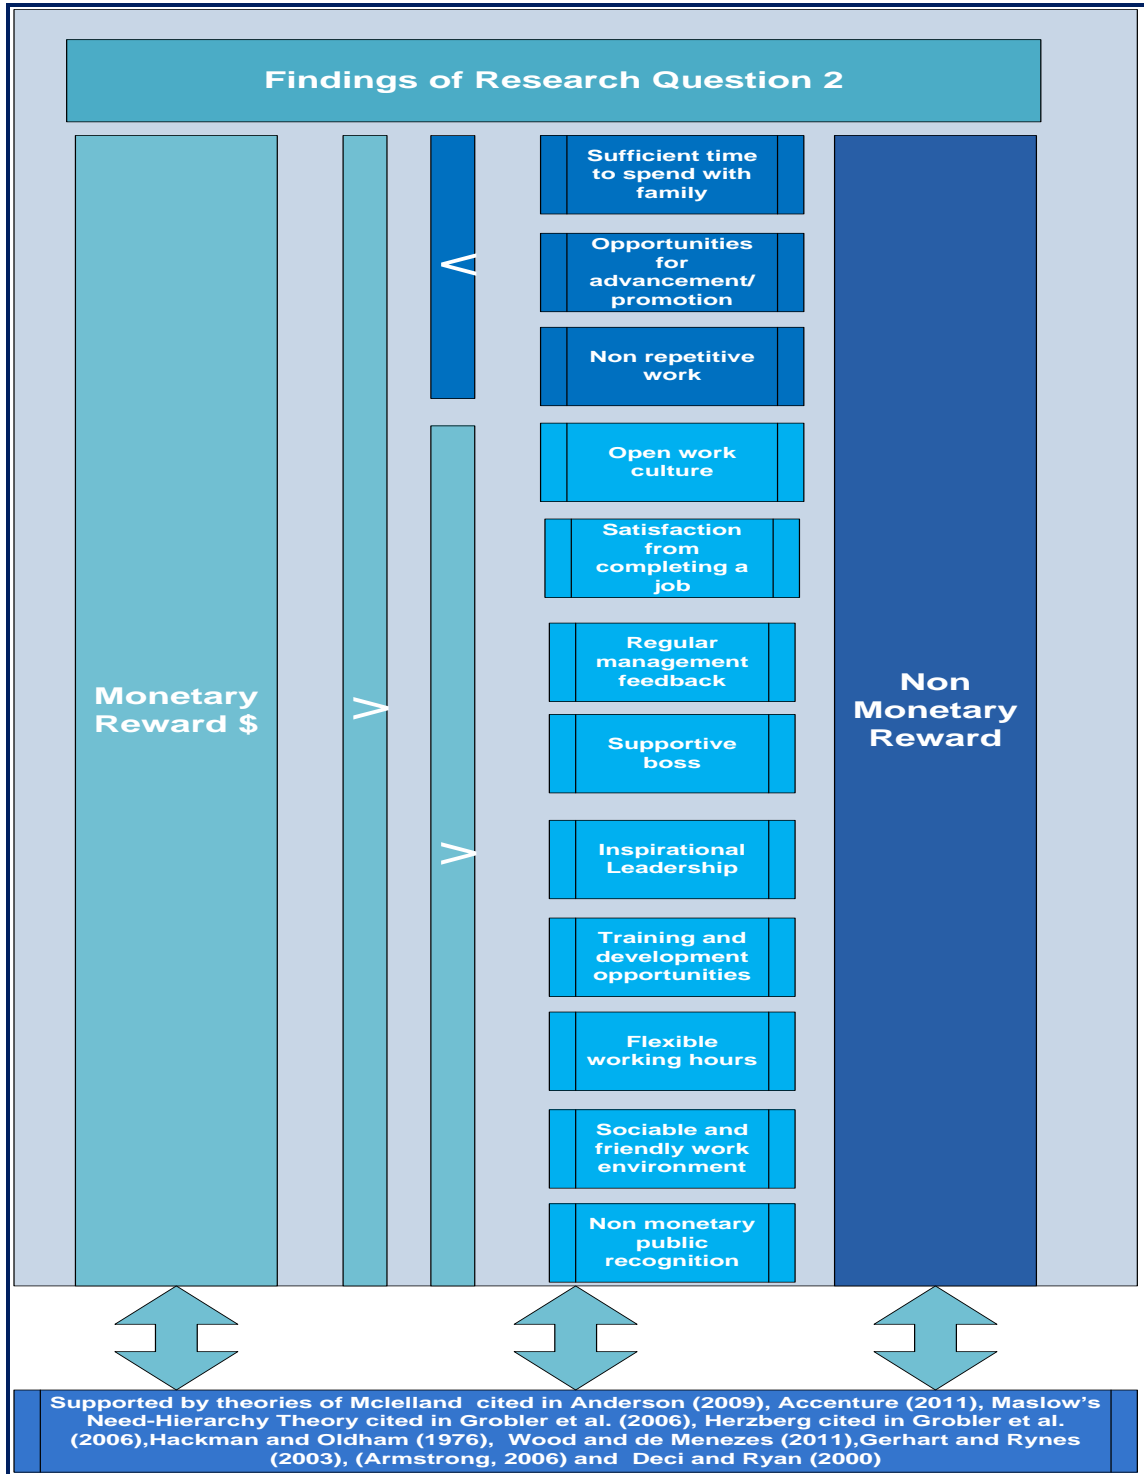 Findings of Research Question 2
Monetary
Reward $
>
<
>
Sufficient time
to spend with
family
Opportunities
for
advancement/
promotion
Non repetitive
work
Open work
culture
Satisfaction
from
completing a
job
Regular
management
feedback
Supportive
boss
Inspirational
Leadership
Training and
development
opportunities
Flexible
working hours
Sociable and
friendly work
environment
Non monetary
public
recognition
Non
Monetary
Reward
Supported by theories of Mclelland  cited in Anderson (2009), Accenture (2011), Maslow's
Need-Hierarchy Theory cited in Grobler et al. (2006), Herzberg cited in Grobler et al.
(2006),Hackman and Oldham (1976),  Wood and de Menezes (2011),Gerhart and Rynes
(2003), (Armstrong, 2006) and  Deci and Ryan (2000)